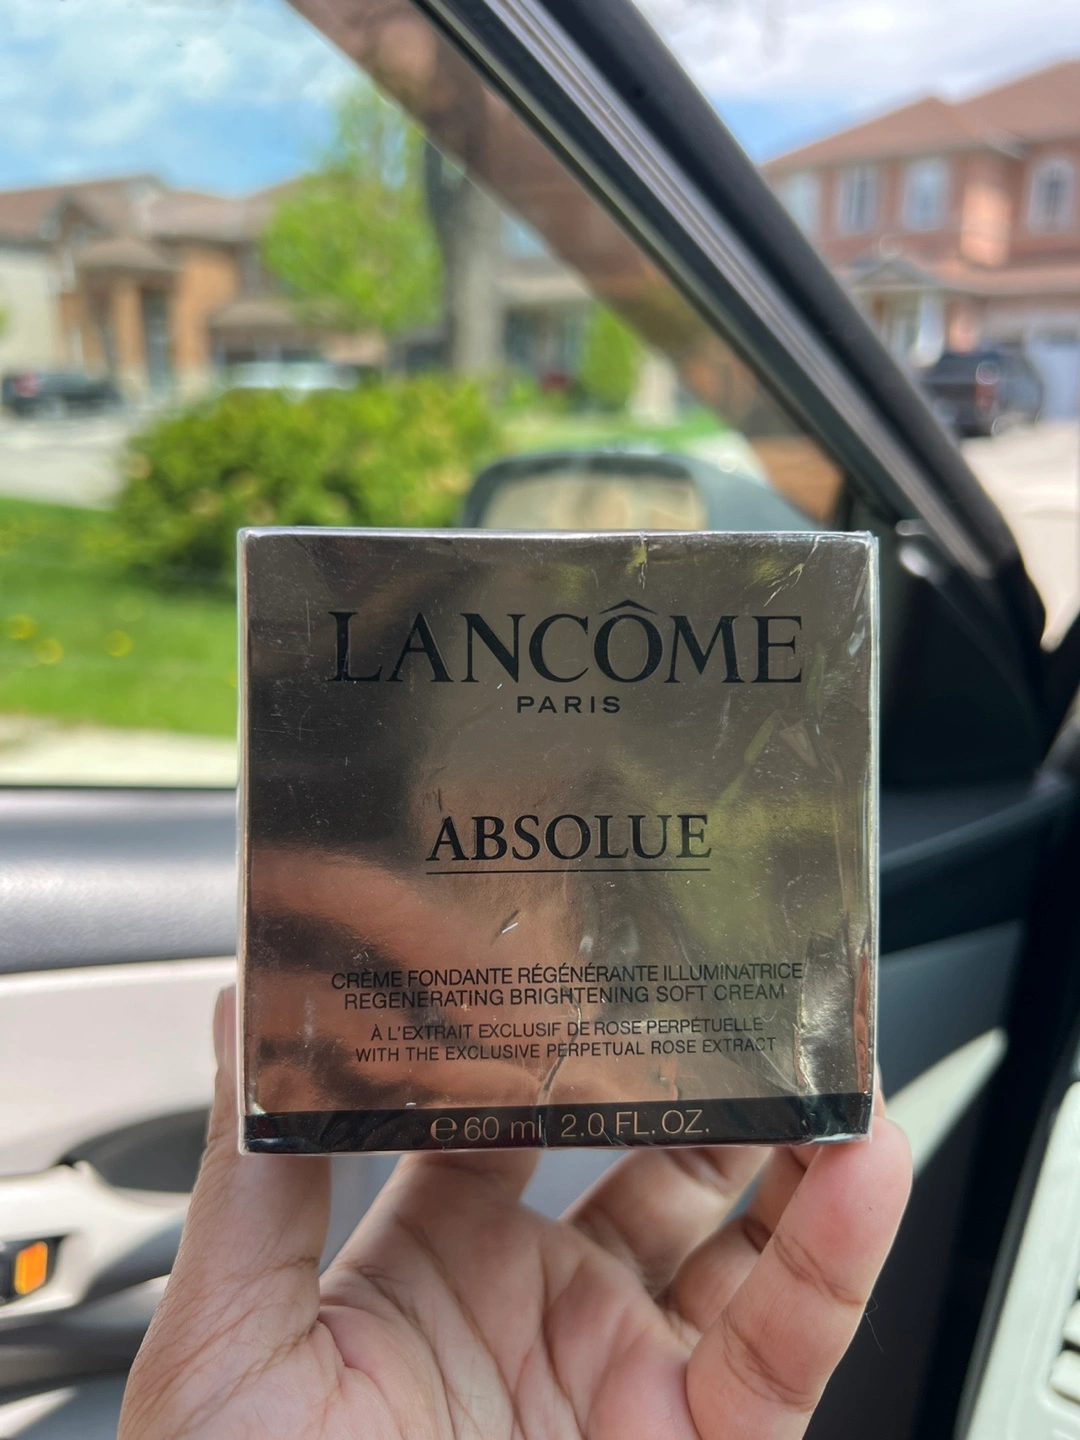 LANCÔME
PARIS
ABSOLUE
CRÈME FONDANTE RÉGÉNÉRANTE ILLUMINATRICE
REGENERATING BRIGHTENING SOFT CREAM
À L'EXTRAIT EXCLUSIF DE ROSE PERPÉTUELLE
WITH THE EXCLUSIVE PERPETUAL ROSE EXTRACT
℮ 60 ml 2.0 FL. OZ.